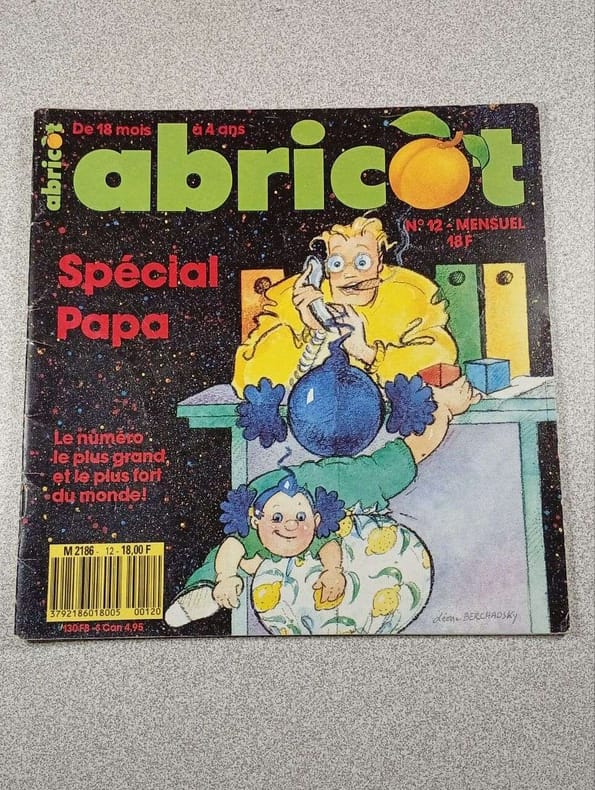 abricot
De 18 mois à 4 ans
abricot
N° 12 - MENSUEL
18 F
Spécial
Papa
Le numéro
le plus grand
et le plus fort
du monde!
M 2186 - 12 - 18,00 F
3792186018005 00120
130 FB - $ Can 4,95
Léon BERCHADSKY